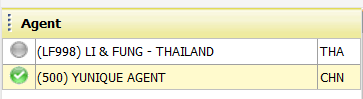 Agent
(LF998) LI & FUNG - THAILAND THA
(500) YUNIQUE AGENT CHN